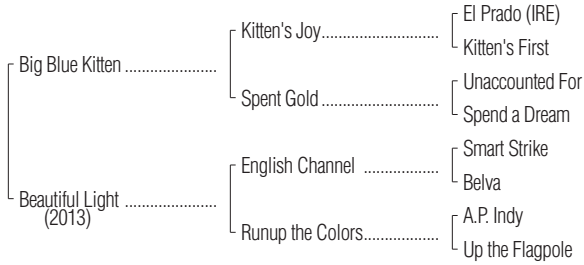 El Prado (IRE)
Kitten's Joy..............................
Kitten's First
Big Blue Kitten ......................
Unaccounted For
Spent Gold ............................
Spend a Dream
Smart Strike
English Channel ..................
Belva
Beautiful Light ......................
(2013)
A.P. Indy
Runup the Colors..................
Up the Flagpole